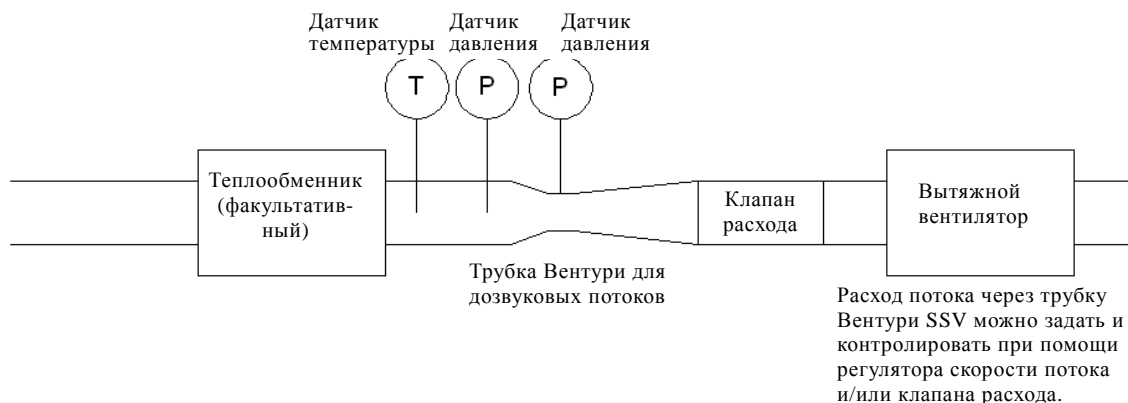 Датчик
температуры
Датчик
давления
Датчик
давления
T
P
P
Теплообменник
(факультатив-
ный)
Клапан
расхода
Вытяжной
вентилятор
Трубка Вентури для
дозвуковых потоков
Расход потока через трубку
Вентури SSV можно задать и
контролировать при помощи
регулятора скорости потока
и/или клапана расхода.